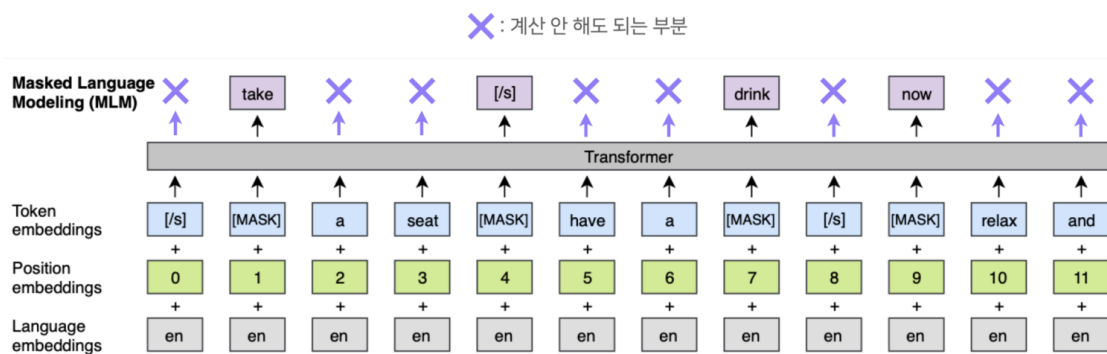 : 계산 안 해도 되는 부분
Masked Language
Modeling (MLM)
take [/s] drink now
Transformer
Token
embeddings
[/s] [MASK] a seat [MASK] have a [MASK] [/s] [MASK] relax and
+ + + + + + + + + + + +
Position
embeddings
0 1 2 3 4 5 6 7 8 9 10 11
+ + + + + + + + + + + +
Language
embeddings
en en en en en en en en en en en en